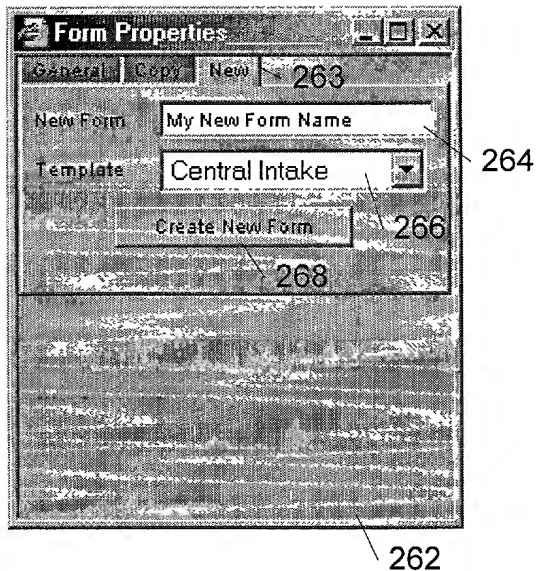 Form Properties
General Copy New 263
New Form My New Form Name
264
Template Central Intake
266
Create New Form
268
262